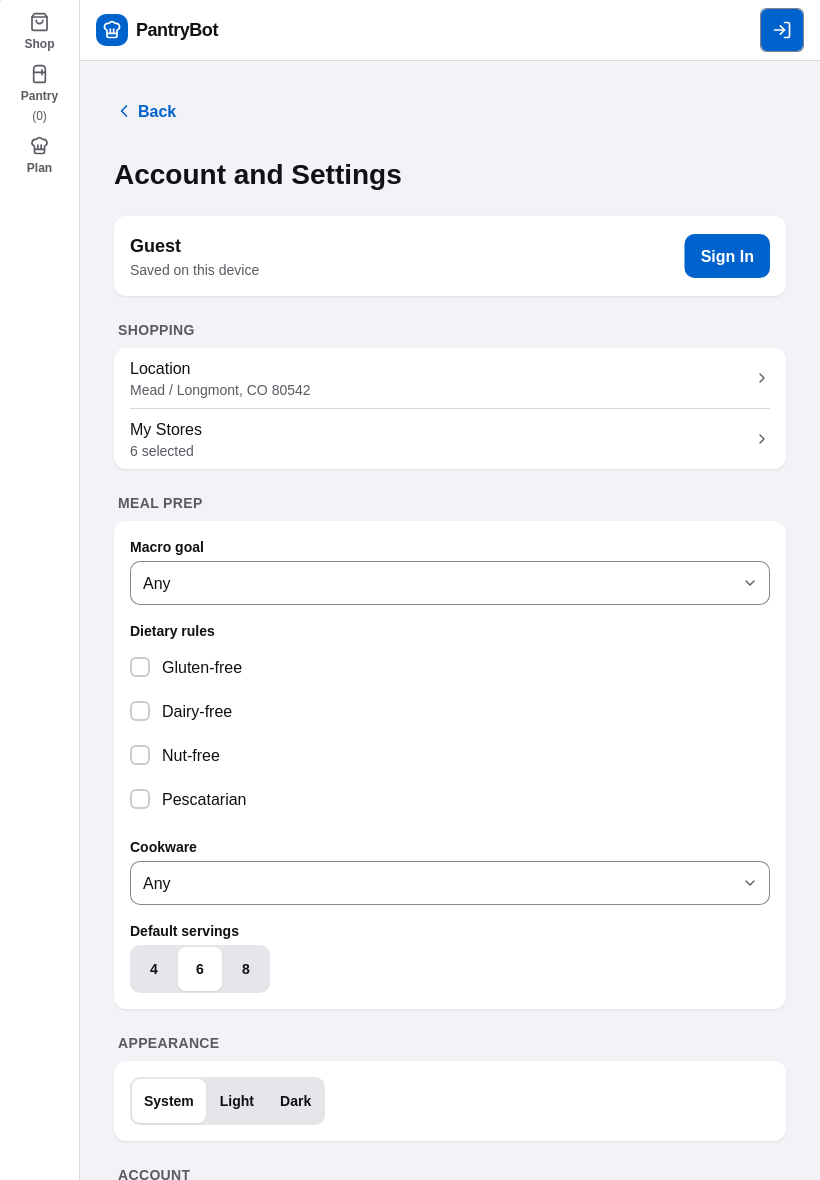 Shop
Pantry
(0)
Plan
PantryBot
Back
Account and Settings
Guest
Saved on this device
Sign In
SHOPPING
Location
Mead / Longmont, CO 80542
My Stores
6 selected
MEAL PREP
Macro goal
Any
Dietary rules
Gluten-free
Dairy-free
Nut-free
Pescatarian
Cookware
Any
Default servings
4 6 8
APPEARANCE
System Light Dark
ACCOUNT